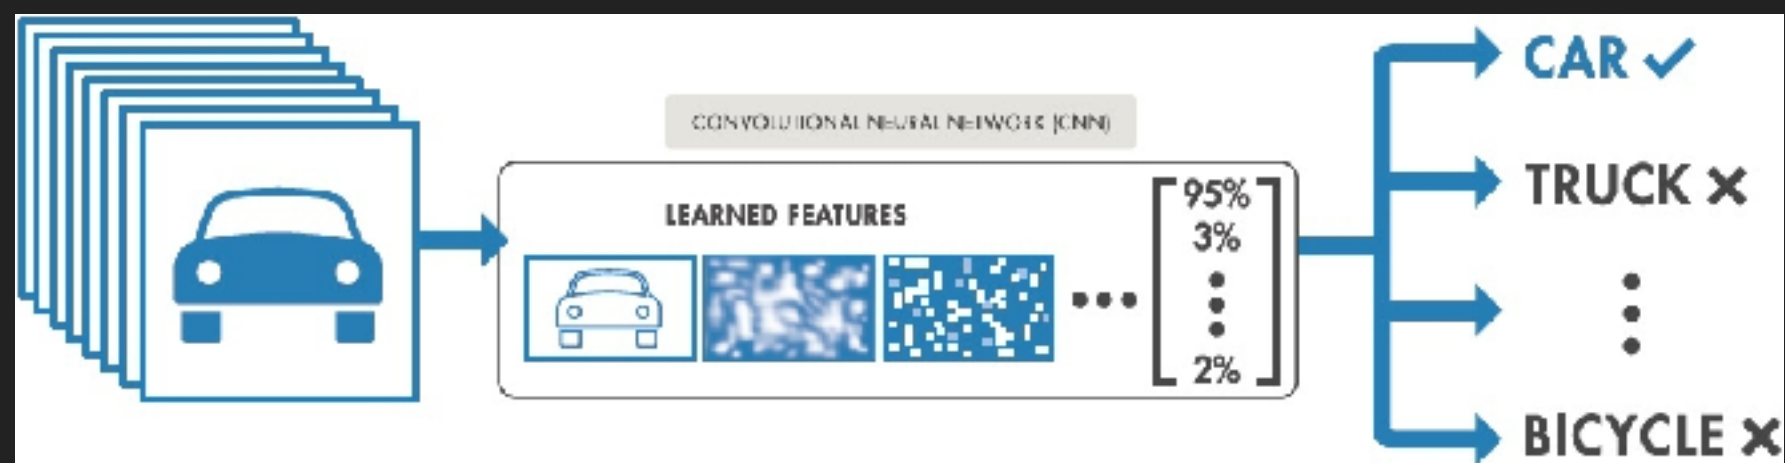 CONVOLUTIONAL NEURAL NETWORK (CNN)
LEARNED FEATURES
95%
3%
2%
CAR ✓
TRUCK ✕
BICYCLE ✕